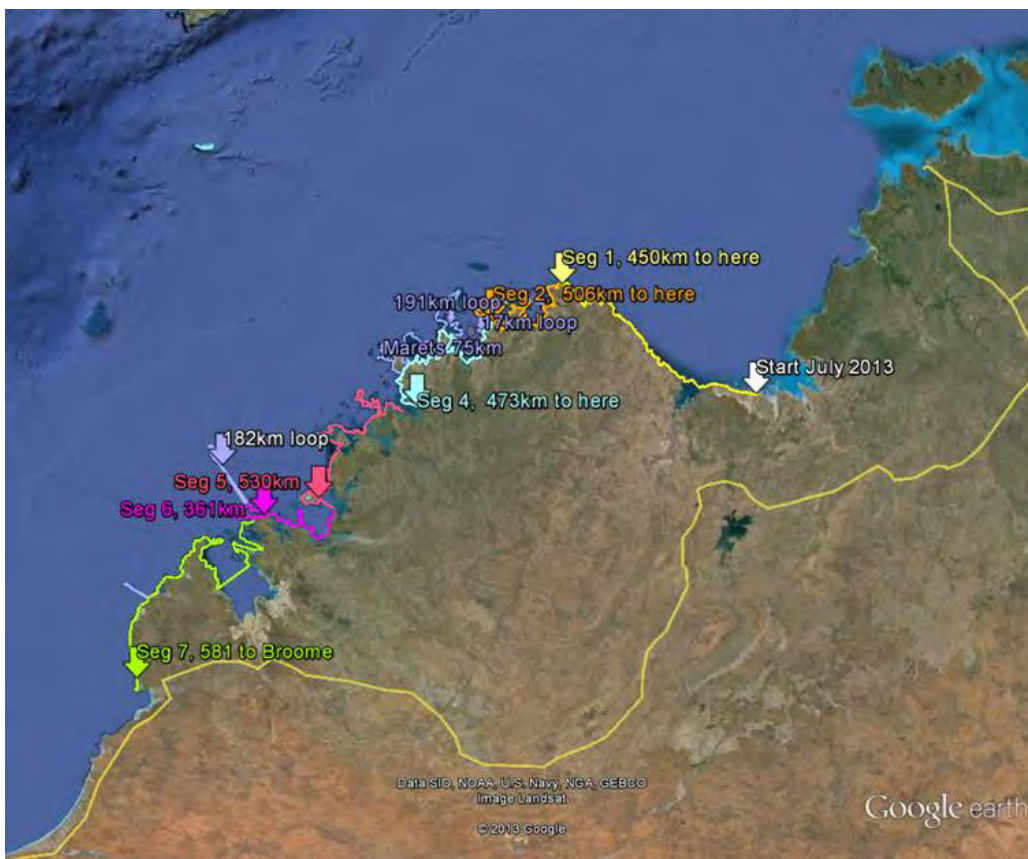 Seg 1, 450km to here
Seg 2, 506km to here
191km loop
17km loop
Marets 75km
Start July 2013
Seg 4, 473km to here
182km loop
Seg 5, 530km
Seg 6, 361km
Seg 7, 581 to Broome
Data SIO, NOAA, U.S. Navy, NGA, GEBCO
Image Landsat
© 2013 Google
Google earth